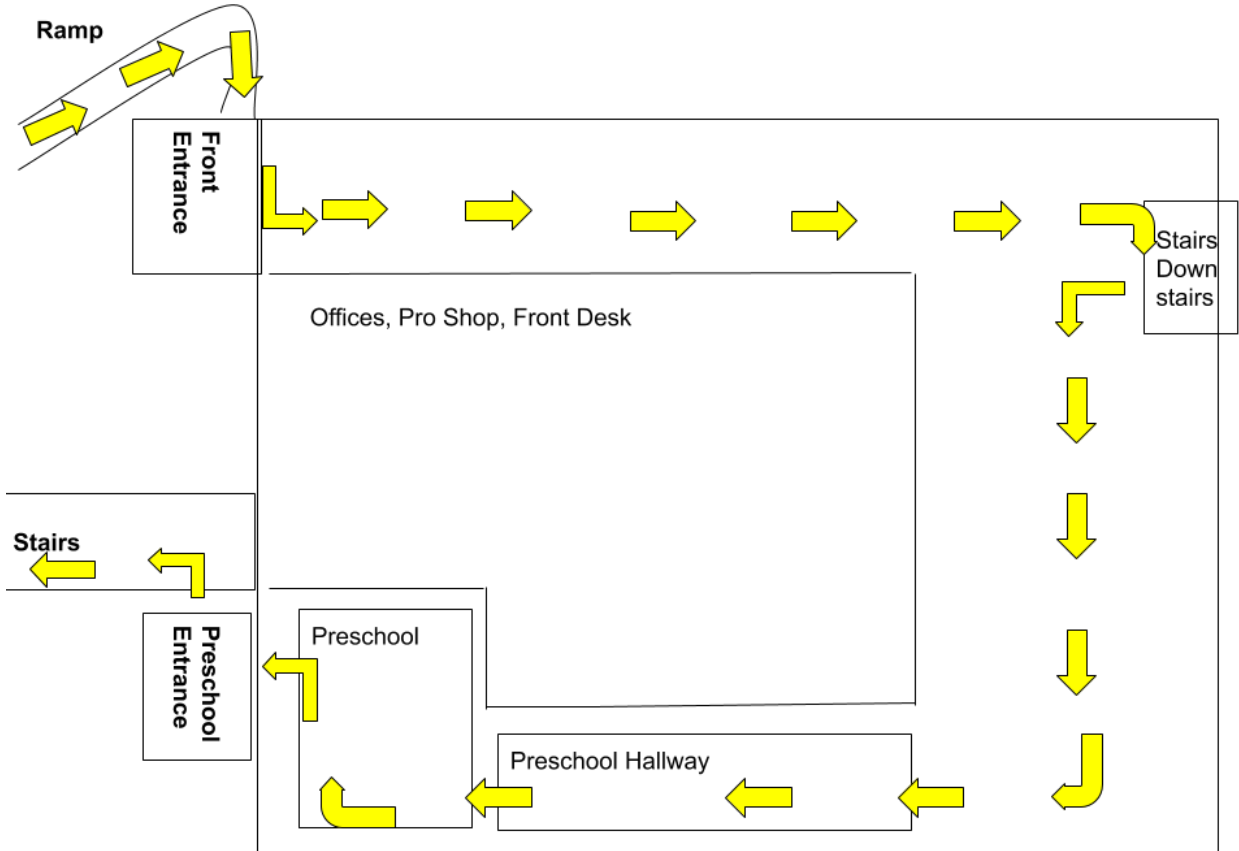 Ramp
Front
Entrance
Stairs
Down
stairs
Offices, Pro Shop, Front Desk
Stairs
Preschool
Entrance
Preschool
Preschool Hallway